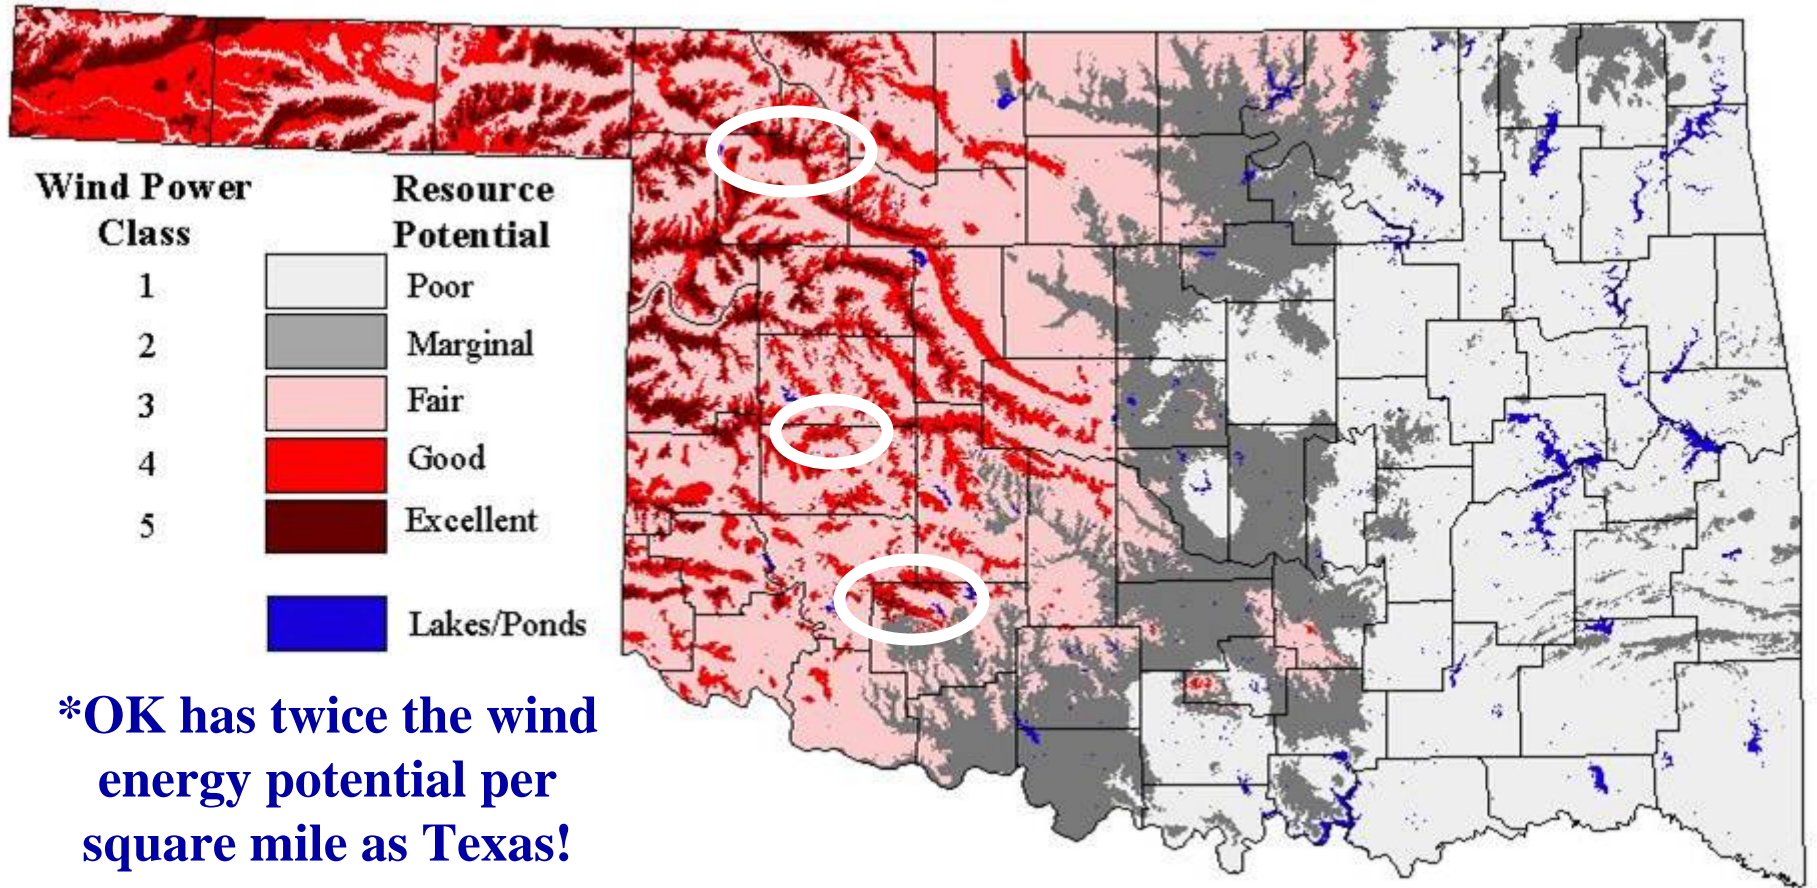 Wind Power Class
Resource Potential
1 Poor
2 Marginal
3 Fair
4 Good
5 Excellent
Lakes/Ponds
*OK has twice the wind
energy potential per
square mile as Texas!